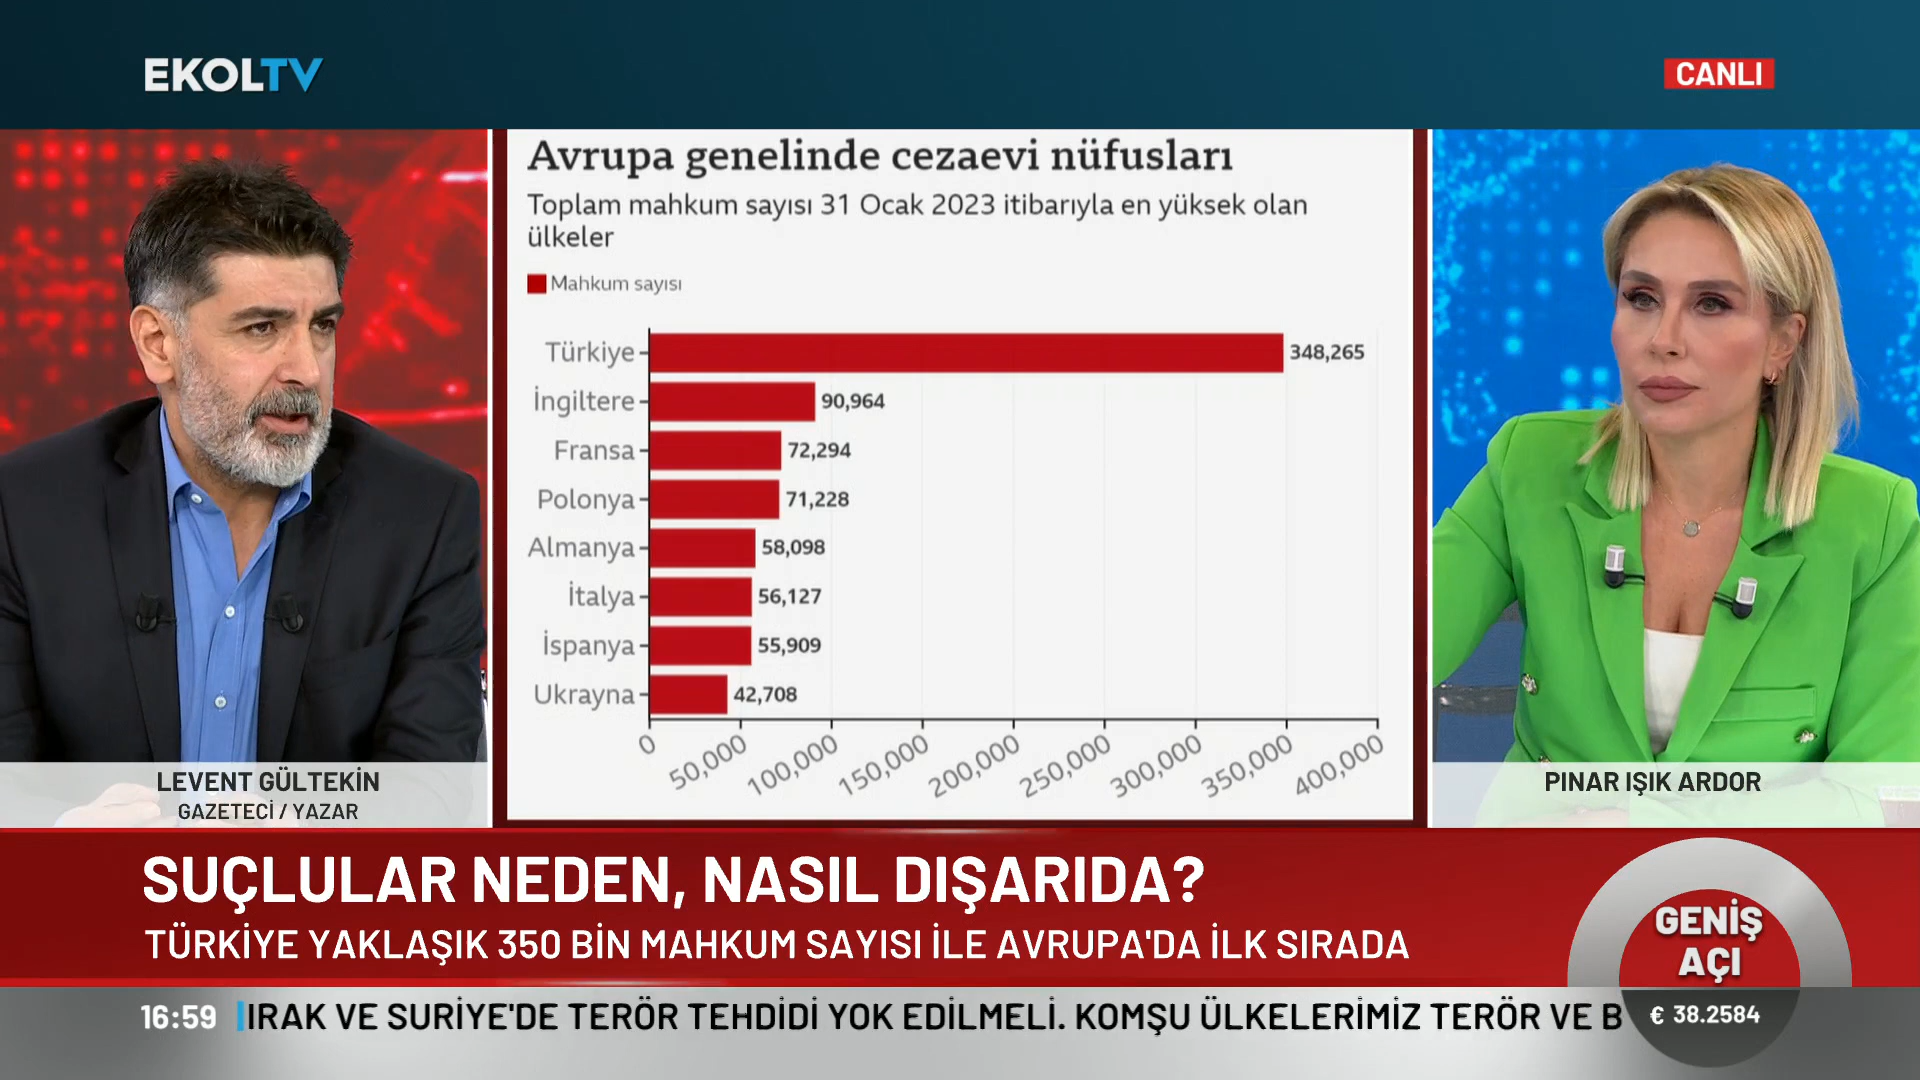 EKOLTV
CANLI
Avrupa genelinde cezaevi nüfusları
Toplam mahkum sayısı 31 Ocak 2023 itibarıyla en yüksek olan
ülkeler
Mahkum sayısı
Türkiye 348,265
İngiltere 90,964
Fransa 72,294
Polonya 71,228
Almanya 58,098
İtalya 56,127
İspanya 55,909
Ukrayna 42,708
0 50,000 100,000 150,000 200,000 250,000 300,000 350,000 400,000
LEVENT GÜLTEKİN
GAZETECİ / YAZAR
PINAR IŞIK ARDOR
SUÇLULAR NEDEN, NASIL DIŞARIDA?
TÜRKİYE YAKLAŞIK 350 BİN MAHKUM SAYISI İLE AVRUPA'DA İLK SIRADA
GENİŞ
AÇI
16:59 IRAK VE SURİYE'DE TERÖR TEHDİDİ YOK EDİLMELİ. KOMŞU ÜLKELERİMİZ TERÖR VE B
€ 38.2584